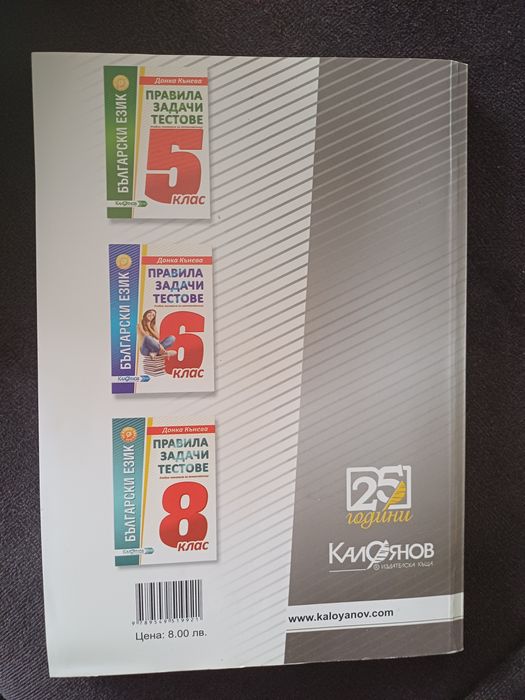 Донка Кънева
БЪЛГАРСКИ ЕЗИК
ПРАВИЛА
ЗАДАЧИ
ТЕСТОВЕ
5
клас
КАЛОЯНОВ
Донка Кънева
БЪЛГАРСКИ ЕЗИК
ПРАВИЛА
ЗАДАЧИ
ТЕСТОВЕ
6
клас
КАЛОЯНОВ
Донка Кънева
БЪЛГАРСКИ ЕЗИК
ПРАВИЛА
ЗАДАЧИ
ТЕСТОВЕ
8
клас
КАЛОЯНОВ
25
години
КАЛОЯНОВ
ИЗДАТЕЛСКА КЪЩА
www.kaloyanov.com
9789549519921
Цена: 8.00 лв.